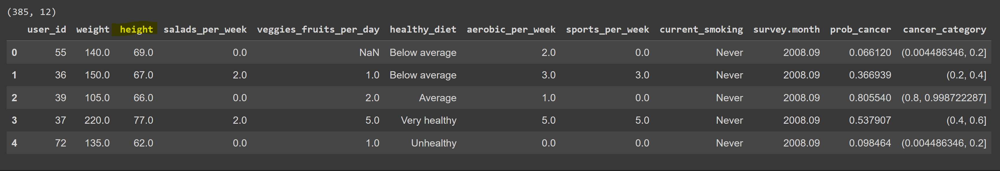 (385, 12)
user_id weight height salads_per_week veggies_fruits_per_day healthy_diet aerobic_per_week sports_per_week current_smoking survey.month prob_cancer cancer_category
0 55 140.0 69.0 0.0 NaN Below average 2.0 0.0 Never 2008.09 0.066120 (0.004486346, 0.2]
1 36 150.0 67.0 2.0 1.0 Below average 3.0 3.0 Never 2008.09 0.366939 (0.2, 0.4]
2 39 105.0 66.0 0.0 2.0 Average 1.0 0.0 Never 2008.09 0.805540 (0.8, 0.998722287]
3 37 220.0 77.0 2.0 5.0 Very healthy 5.0 5.0 Never 2008.09 0.537907 (0.4, 0.6]
4 72 135.0 62.0 0.0 1.0 Unhealthy 0.0 0.0 Never 2008.09 0.098464 (0.004486346, 0.2]